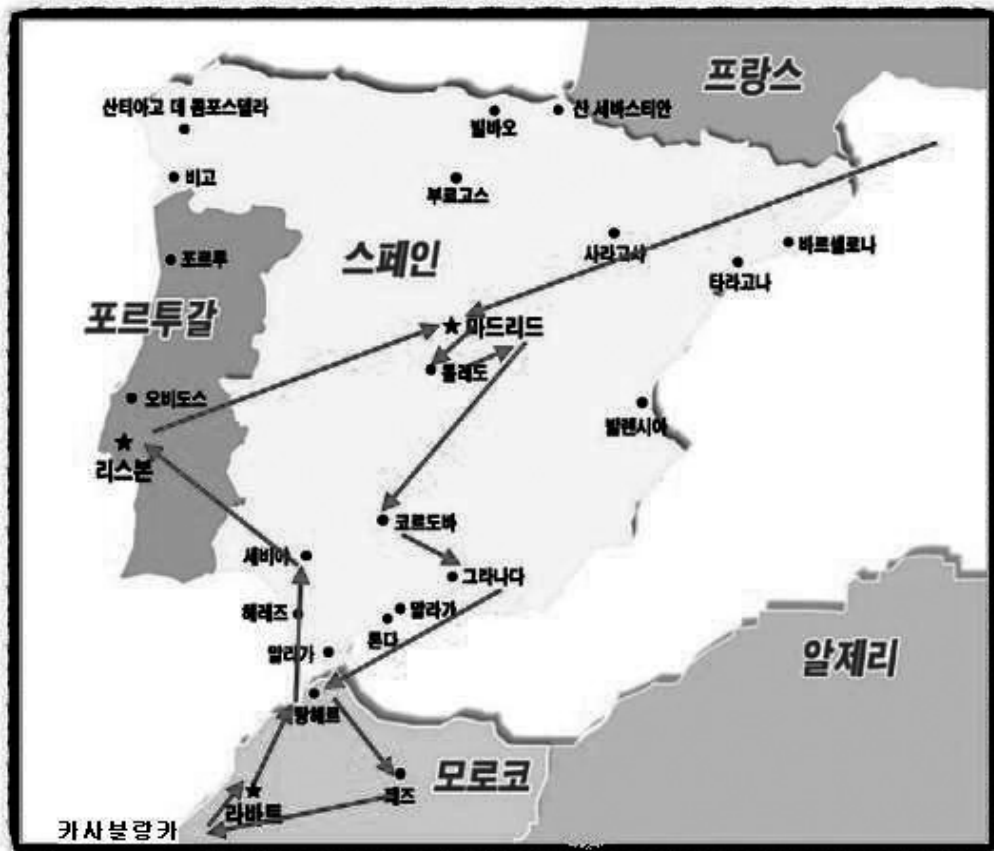 프랑스
산티아고 데 콤포스텔라
빌바오
산 세바스티안
비고
부르고스
스페인
사라고사
바르셀로나
타라고나
포르투
포르투갈
마드리드
톨레도
오비도스
발렌시아
리스본
코르도바
세비야
그라나다
헤레즈
말라가
론다
말라가
탕헤르
알제리
모로코
페즈
라바트
카사블랑카